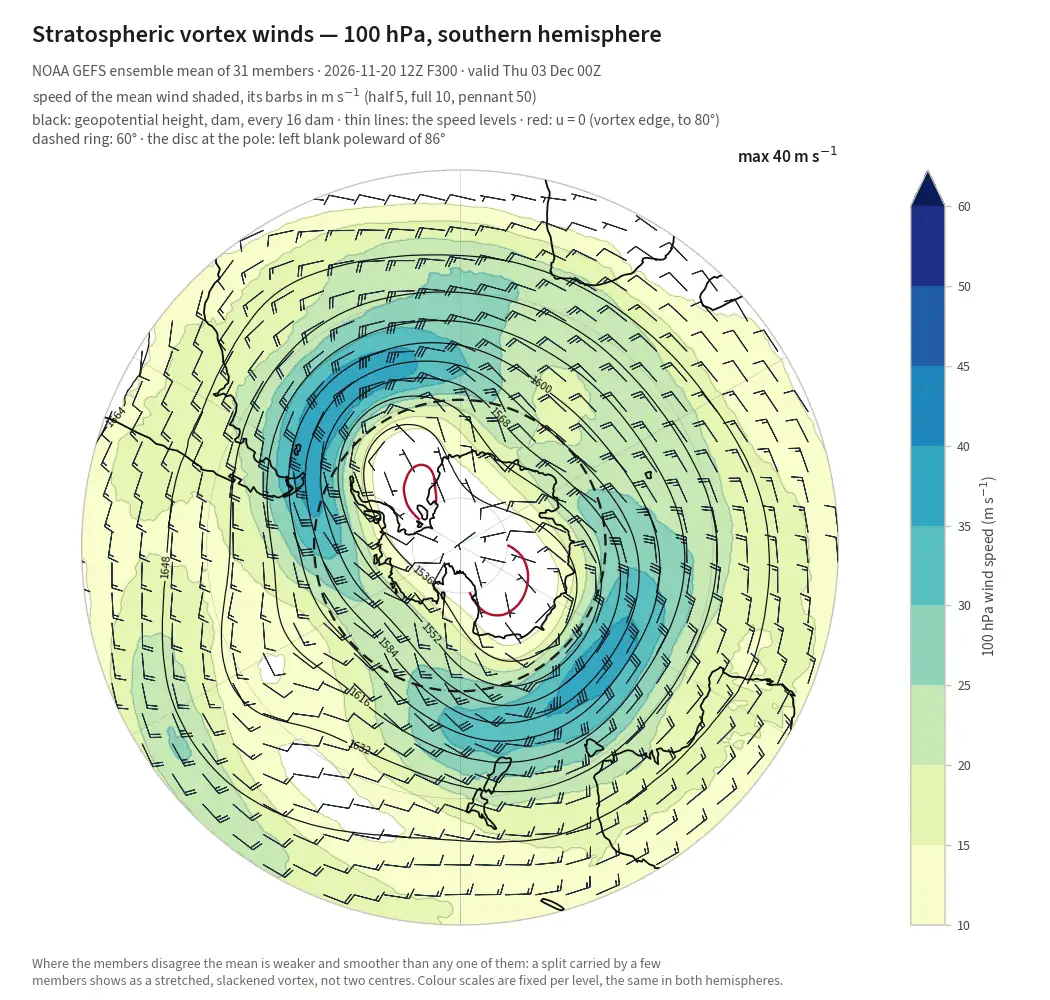 Stratospheric vortex winds — 100 hPa, southern hemisphere
NOAA GEFS ensemble mean of 31 members · 2026-11-20 12Z F300 · valid Thu 03 Dec 00Z
speed of the mean wind shaded, its barbs in m s⁻¹ (half 5, full 10, pennant 50)
black: geopotential height, dam, every 16 dam · thin lines: the speed levels · red: u = 0 (vortex edge, to 80°)
dashed ring: 60° · the disc at the pole: left blank poleward of 86°
max 40 m s⁻¹
60
50
45
40
35
30
25
20
15
10
100 hPa wind speed (m s⁻¹)
1600
1568
1648
1536
1552
1584
1616
1632
Where the members disagree the mean is weaker and smoother than any one of them: a split carried by a few
members shows as a stretched, slackened vortex, not two centres. Colour scales are fixed per level, the same in both hemispheres.